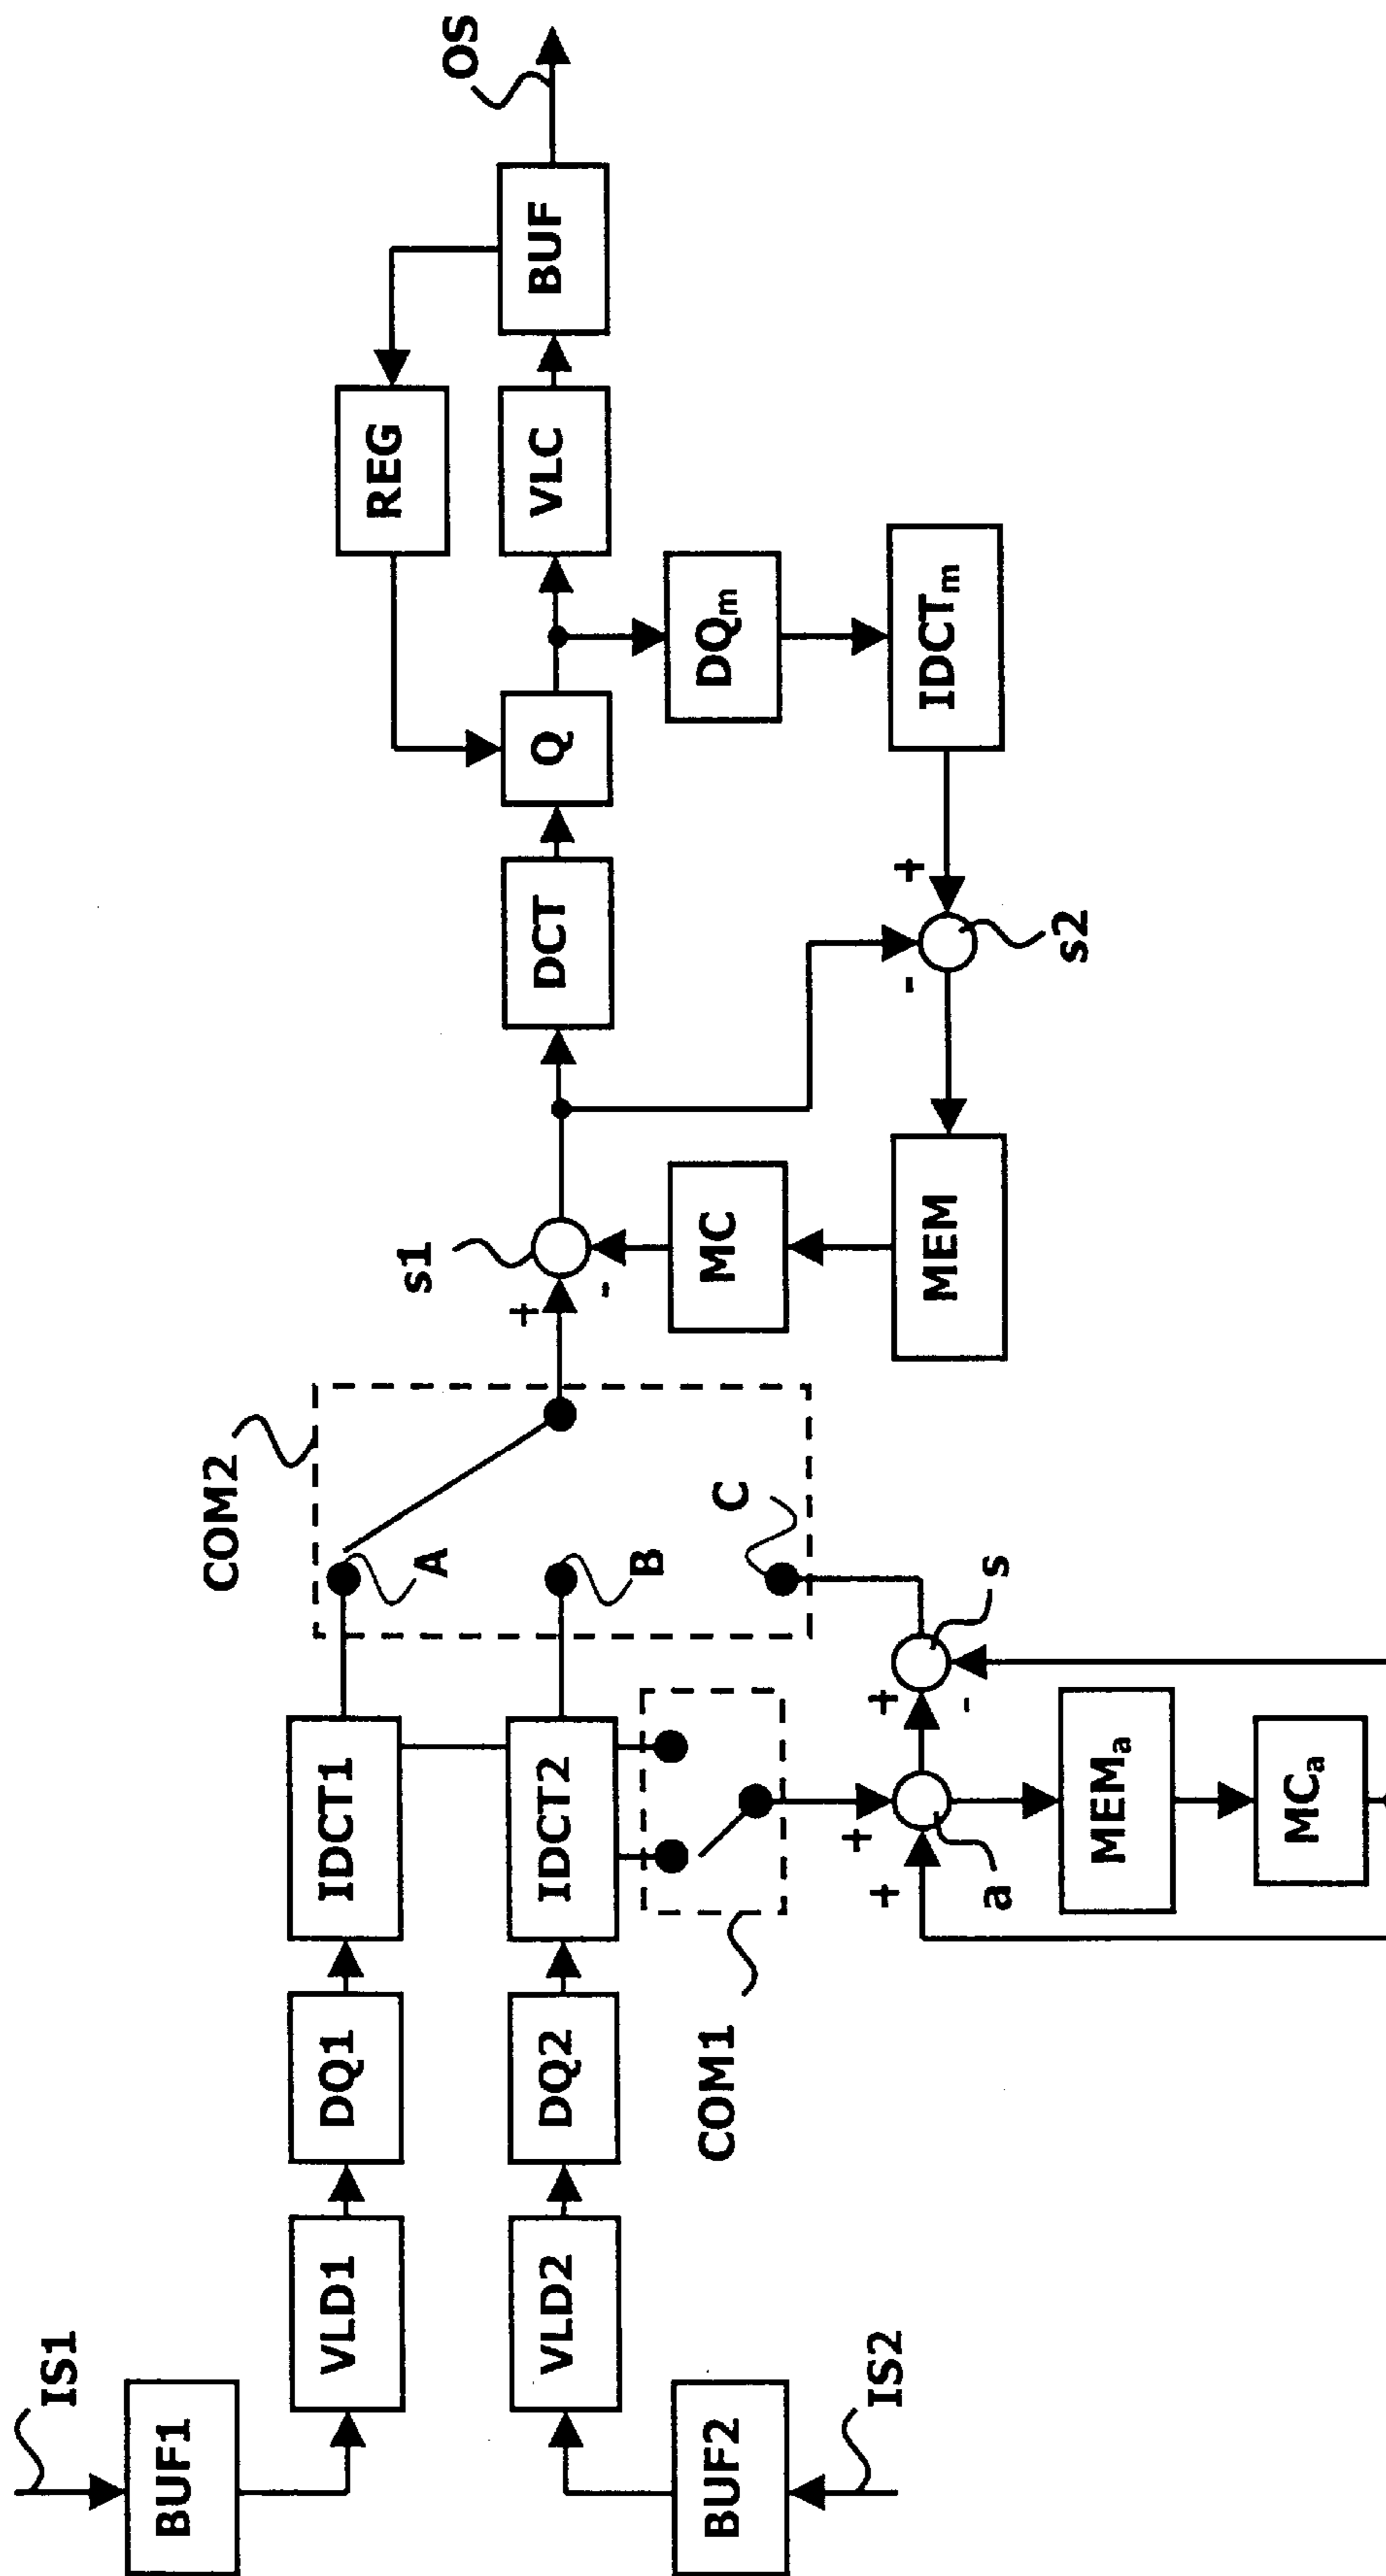 IS1
BUF1
VLD1
DQ1
IDCT1
COM2
A
B
C
s1
+
-
DCT
Q
REG
VLC
BUF
OS
IS2
BUF2
VLD2
DQ2
IDCT2
COM1
+
+
a
+
-
s
MEMa
MCa
MC
MEM
DQm
IDCTm
+
-
s2